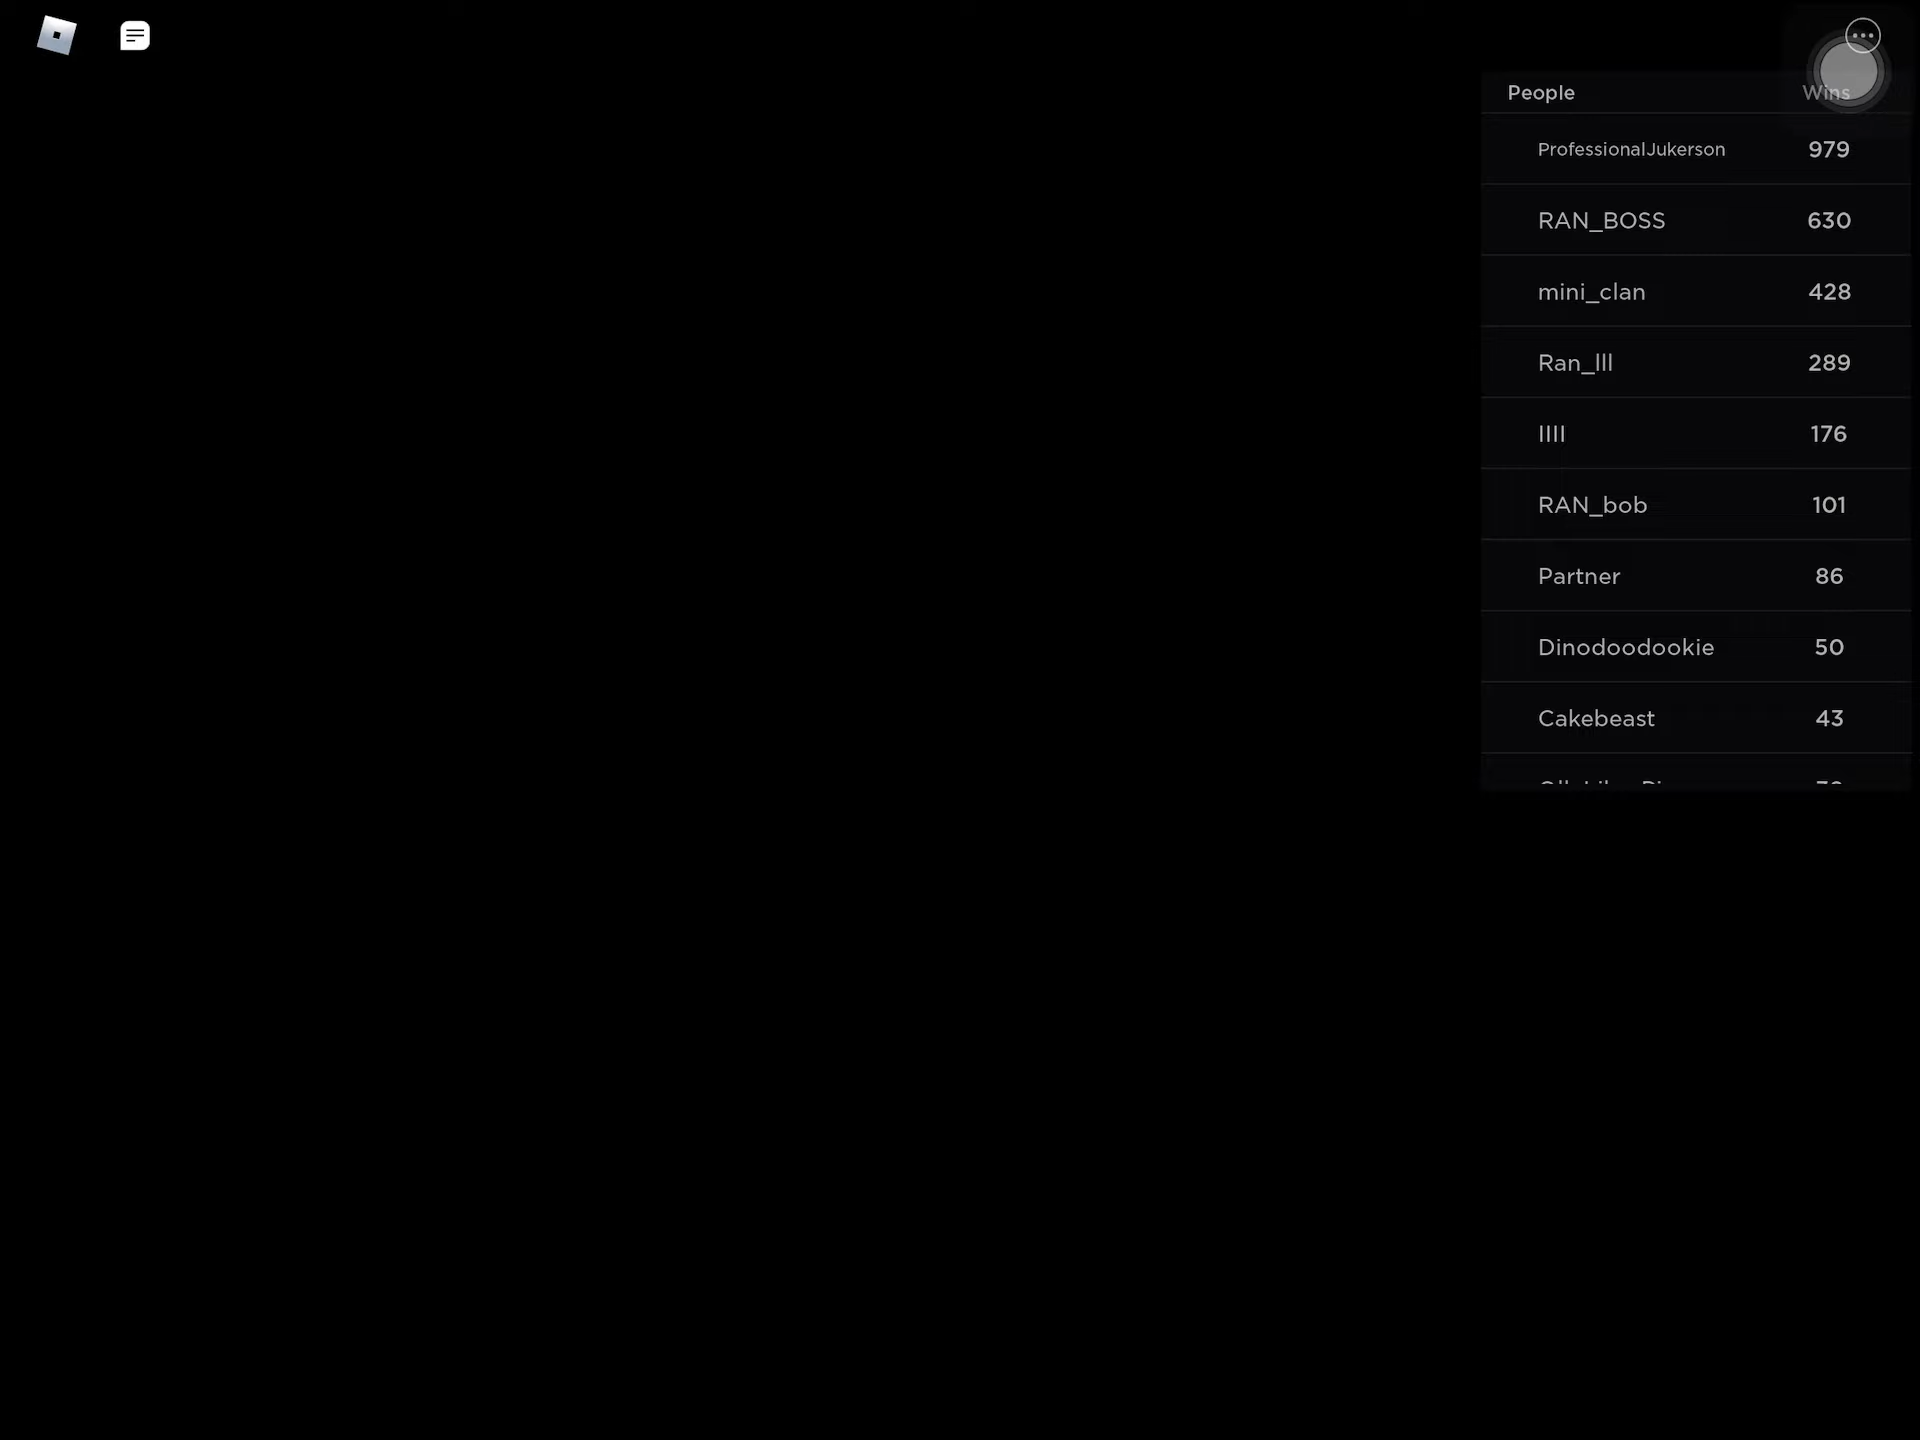 People Wins
ProfessionalJukerson 979
RAN_BOSS 630
mini_clan 428
Ran_lll 289
IIII 176
RAN_bob 101
Partner 86
Dinodoodookie 50
Cakebeast 43